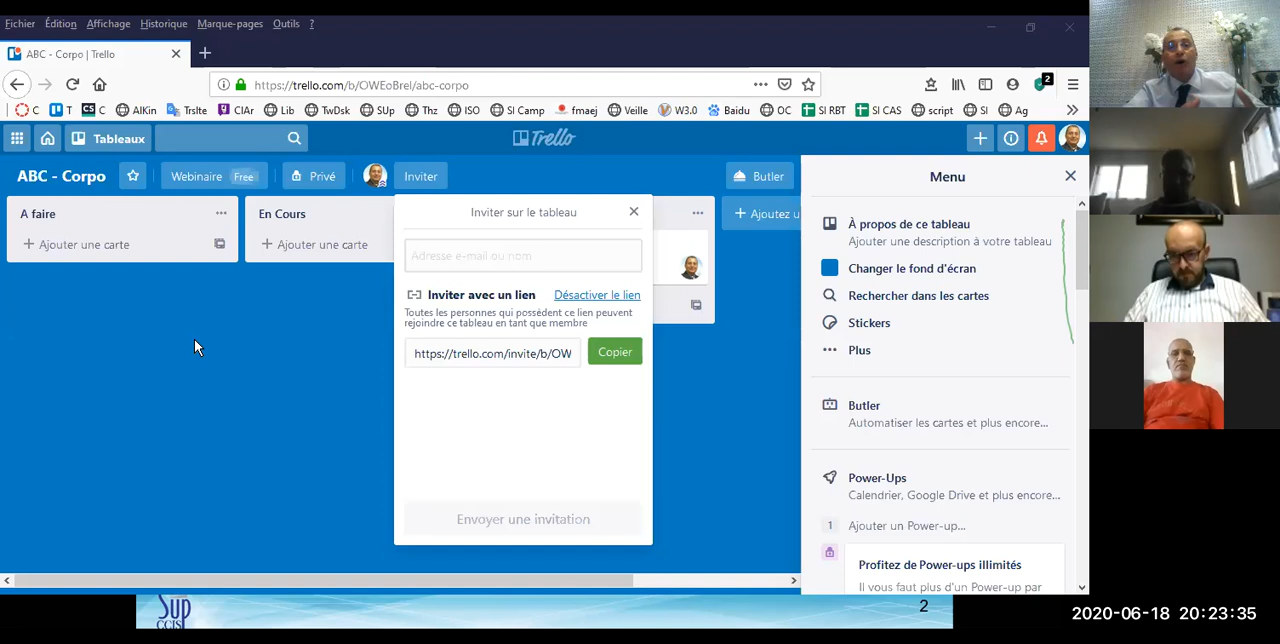 Fichier Édition Affichage Historique Marque-pages Outils ?
ABC - Corpo | Trello
https://trello.com/b/OWEoBrel/abc-corpo
2
C T C AlKin Trslte ClAr Lib TwDsk SUp Thz ISO SI Camp fmaej Veille W3.0 Baidu OC SI RBT SI CAS script SI Ag
Tableaux
Trello
ABC - Corpo
Webinaire Free
Privé
Inviter
Butler
A faire
Ajouter une carte
En Cours
Ajouter une carte
Ajoutez u
Inviter sur le tableau
Adresse e-mail ou nom
Inviter avec un lien Désactiver le lien
Toutes les personnes qui possèdent ce lien peuvent
rejoindre ce tableau en tant que membre
https://trello.com/invite/b/OW
Copier
Envoyer une invitation
Menu
À propos de ce tableau
Ajouter une description à votre tableau
Changer le fond d'écran
Rechercher dans les cartes
Stickers
Plus
Butler
Automatiser les cartes et plus encore...
Power-Ups
Calendrier, Google Drive et plus encore...
1 Ajouter un Power-up...
Profitez de Power-ups illimités
Il vous faut plus d'un Power-up par
Sup
CCIS
2
2020-06-18 20:23:35